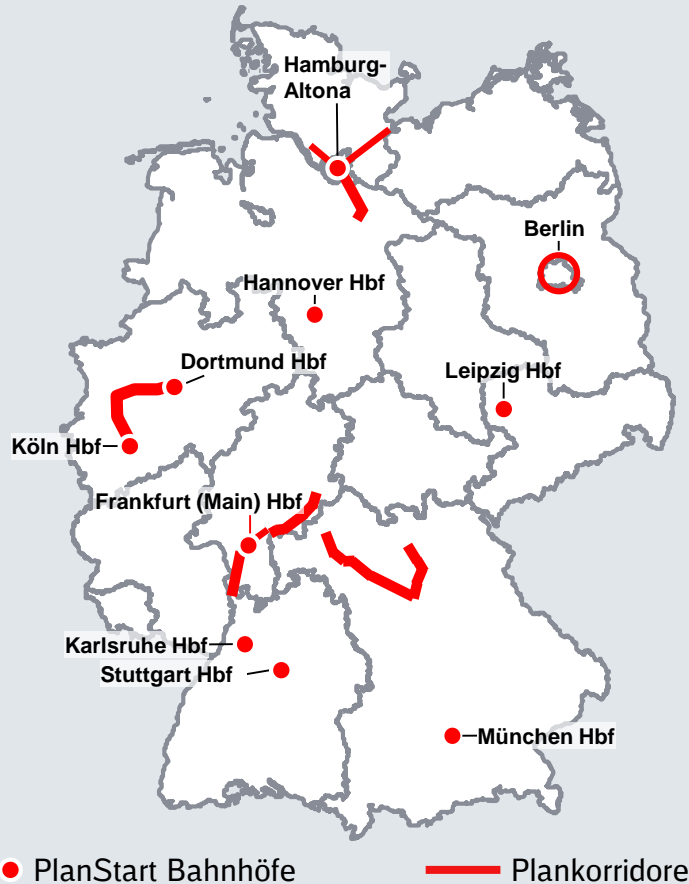 Hamburg-
Altona
Berlin
Hannover Hbf
Dortmund Hbf
Leipzig Hbf
Köln Hbf
Frankfurt (Main) Hbf
Karlsruhe Hbf
Stuttgart Hbf
München Hbf
PlanStart Bahnhöfe
Plankorridore